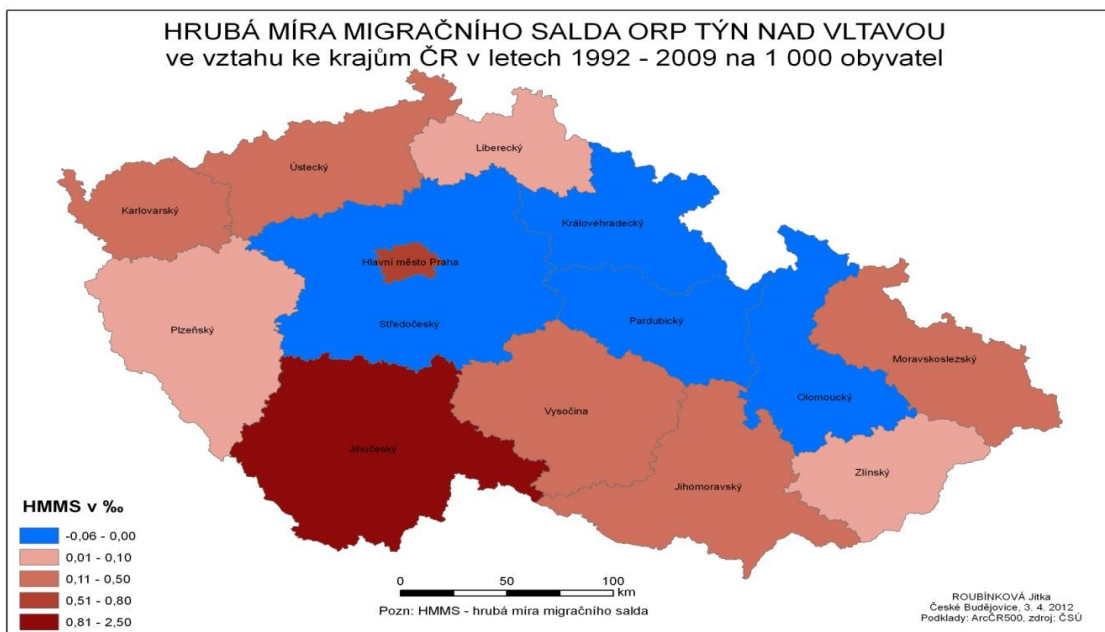 HRUBÁ MÍRA MIGRAČNÍHO SALDA ORP TÝN NAD VLTAVOU
ve vztahu ke krajům ČR v letech 1992 - 2009 na 1 000 obyvatel
Liberecký
Ústecký
Karlovarský
Královéhradecký
Hlavní město Praha
Středočeský
Pardubický
Plzeňský
Moravskoslezský
Olomoucký
Vysočina
Jihočeský
Zlínský
Jihomoravský
HMMS v ‰
-0,06 - 0,00
0,01 - 0,10
0,11 - 0,50
0,51 - 0,80
0,81 - 2,50
0 50 100
km
Pozn: HMMS - hrubá míra migračního salda
ROUBÍNKOVÁ Jitka
České Budějovice, 3. 4. 2012
Podklady: ArcČR500, zdroj: ČSÚ